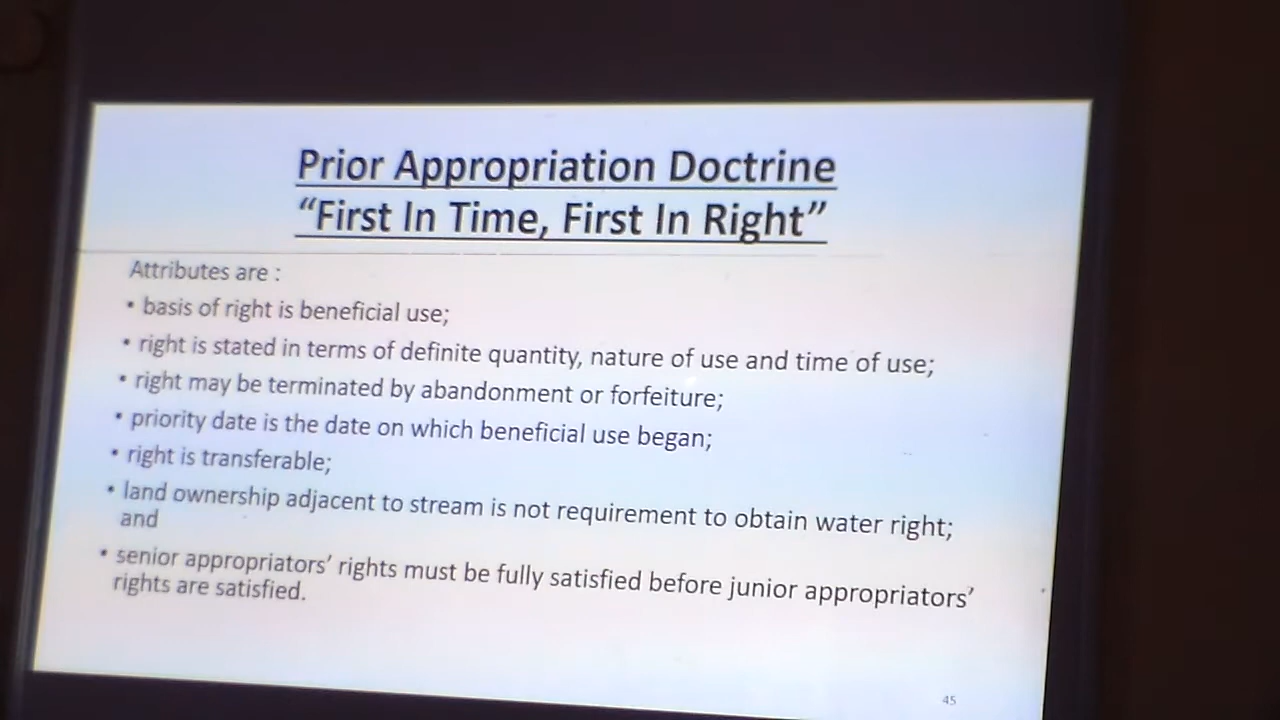 Prior Appropriation Doctrine
“First In Time, First In Right”
Attributes are :
• basis of right is beneficial use;
• right is stated in terms of definite quantity, nature of use and time of use;
• right may be terminated by abandonment or forfeiture;
• priority date is the date on which beneficial use began;
• right is transferable;
• land ownership adjacent to stream is not requirement to obtain water right;
and
• senior appropriators’ rights must be fully satisfied before junior appropriators’
rights are satisfied.
45